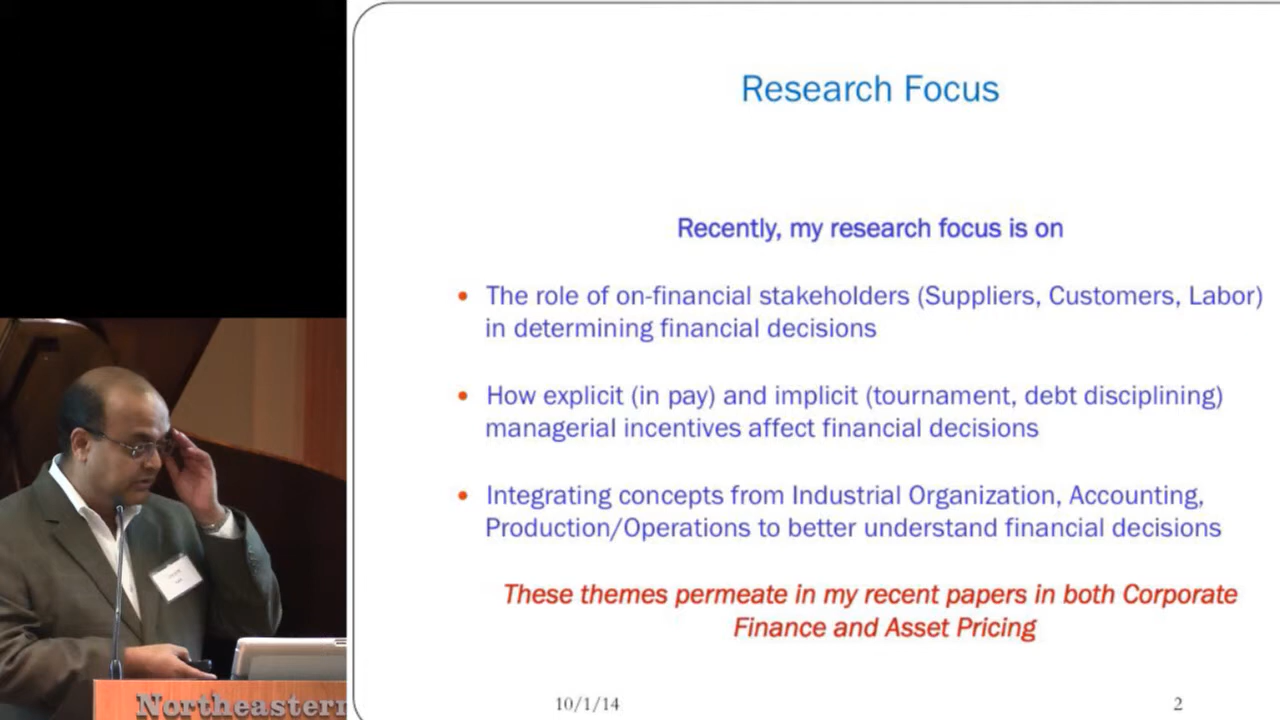 Research Focus
Recently, my research focus is on
• The role of on-financial stakeholders (Suppliers, Customers, Labor)
in determining financial decisions
• How explicit (in pay) and implicit (tournament, debt disciplining)
managerial incentives affect financial decisions
• Integrating concepts from Industrial Organization, Accounting,
Production/Operations to better understand financial decisions
These themes permeate in my recent papers in both Corporate
Finance and Asset Pricing
10/1/14
2
Northeastern